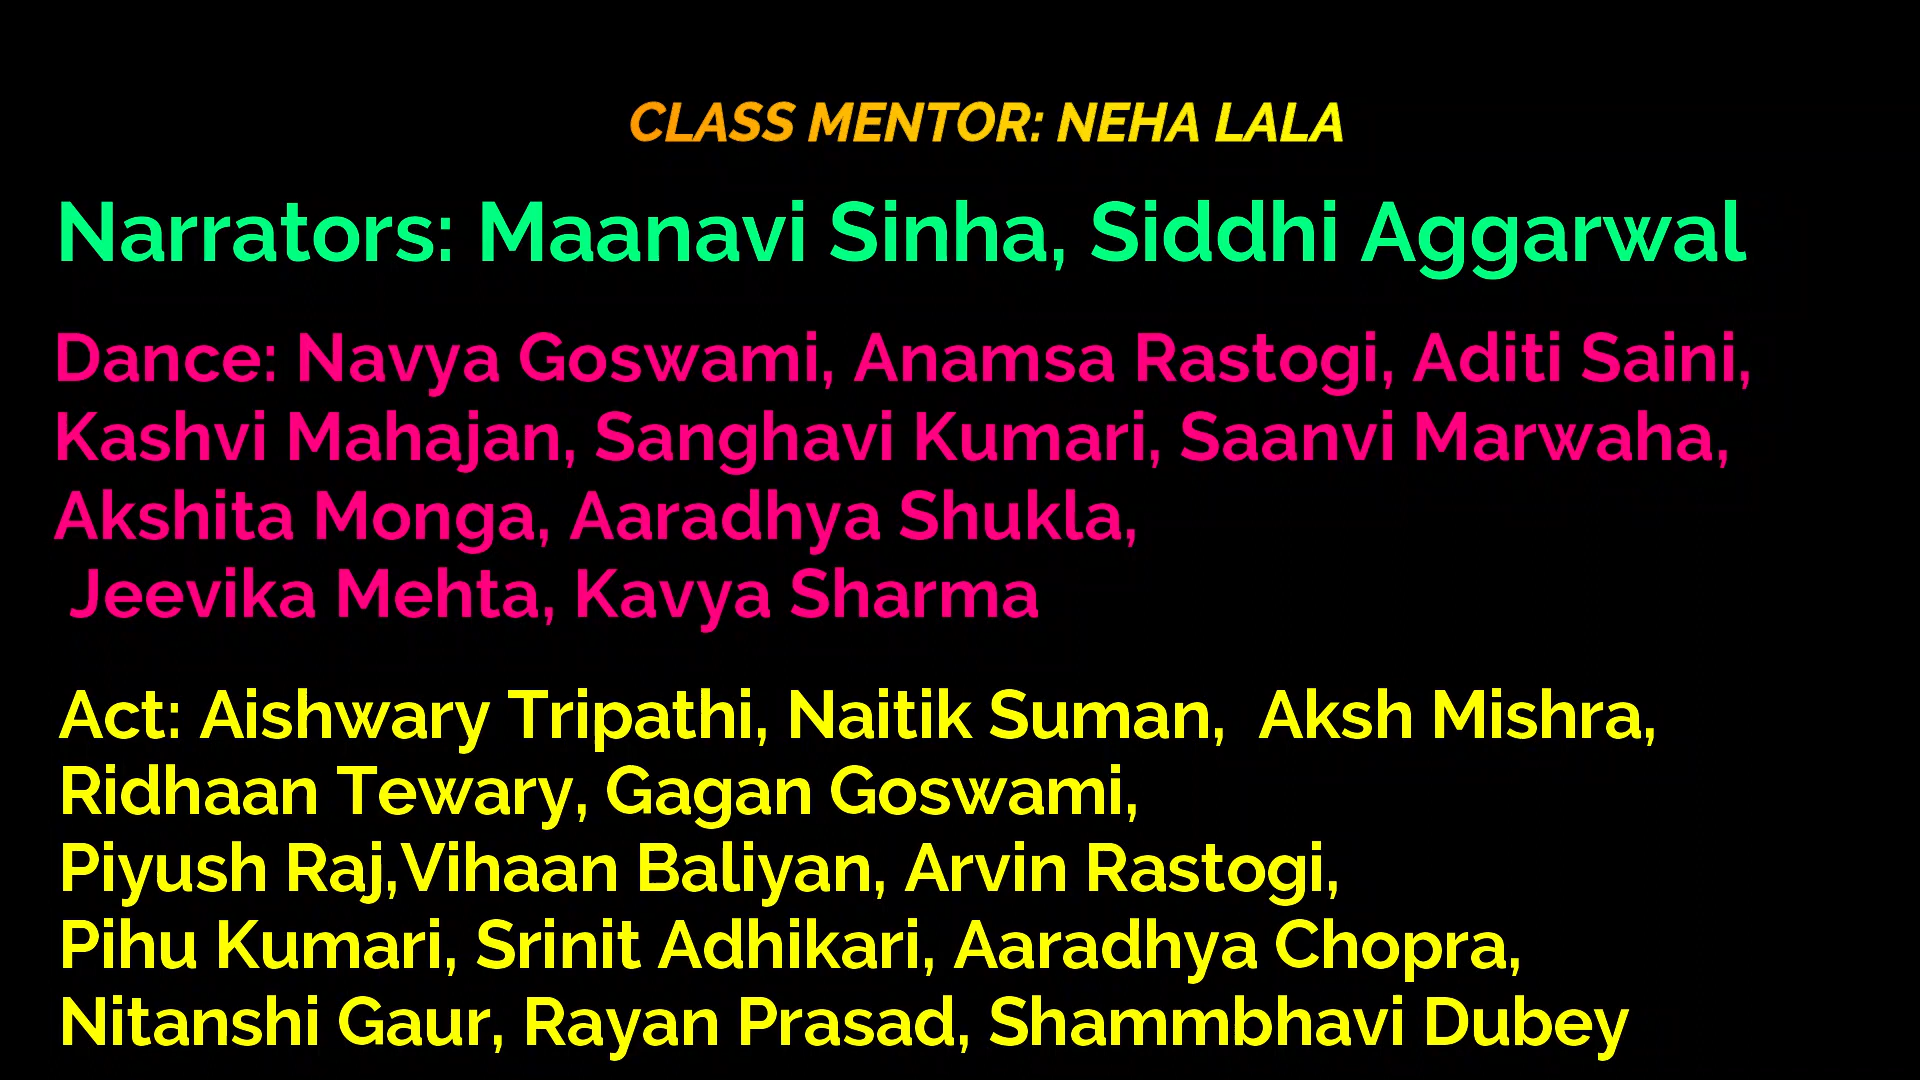 CLASS MENTOR: NEHA LALA
Narrators: Maanavi Sinha, Siddhi Aggarwal
Dance: Navya Goswami, Anamsa Rastogi, Aditi Saini,
Kashvi Mahajan, Sanghavi Kumari, Saanvi Marwaha,
Akshita Monga, Aaradhya Shukla,
Jeevika Mehta, Kavya Sharma
Act: Aishwary Tripathi, Naitik Suman,  Aksh Mishra,
Ridhaan Tewary, Gagan Goswami,
Piyush Raj,Vihaan Baliyan, Arvin Rastogi,
Pihu Kumari, Srinit Adhikari, Aaradhya Chopra,
Nitanshi Gaur, Rayan Prasad, Shammbhavi Dubey